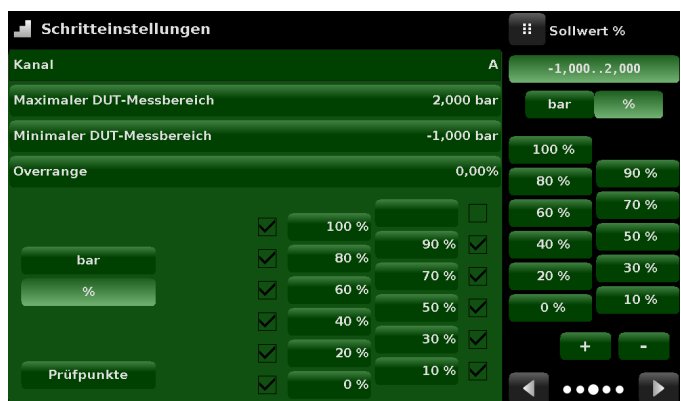 Schritteinstellungen
Kanal A
Maximaler DUT-Messbereich 2,000 bar
Minimaler DUT-Messbereich -1,000 bar
Overrange 0,00%
100 %
90 %
bar 80 %
70 %
% 60 %
50 %
40 %
30 %
20 %
Prüfpunkte 10 %
0 %
Sollwert %
-1,000..2,000
bar %
100 %
90 %
80 %
70 %
60 %
50 %
40 %
30 %
20 %
10 %
0 %
+ -